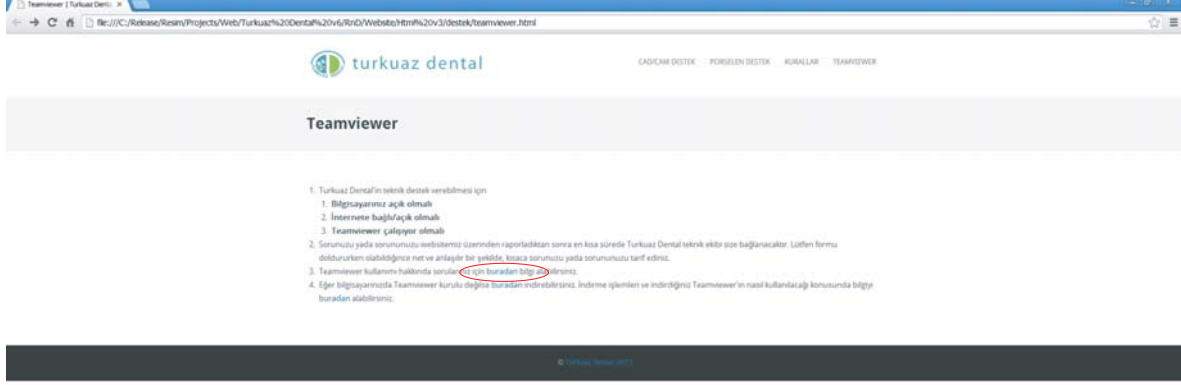 Teamviewer | Turkuaz Denta
file:///C:/Release/Resim/Projects/Web/Turkuaz%20Dental%20v6/RnD/Website/Html%20v3/destek/teamviewer.html
turkuaz dental
CAD/CAM DESTEK PORSELEN DESTEK KURALLAR TEAMVIEWER
Teamviewer
1. Turkuaz Dental'in teknik destek verebilmesi için
1. Bilgisayarınız açık olmalı
2. İnternete bağlı/açık olmalı
3. Teamviewer çalışıyor olmalı
2. Sorunuzu yada sorununuzu websitemiz üzerinden raporladıktan sonra en kısa sürede Turkuaz Dental teknik ekibi size bağlanacaktır. Lütfen formu
doldururken olabildiğince net ve anlaşılır bir şekilde, kısaca sorunuzu yada sorununuzu tarif ediniz.
3. Teamviewer kullanımı hakkında sorularınız için buradan bilgi alabilirsiniz.
4. Eğer bilgisayarınızda Teamviewer kurulu değilse buradan indirebilirsiniz. İndirme işlemleri ve indirdiğiniz Teamviewer'ın nasıl kullanılacağı konusunda bilgiyi
buradan alabilirsiniz.
© Turkuaz Dental